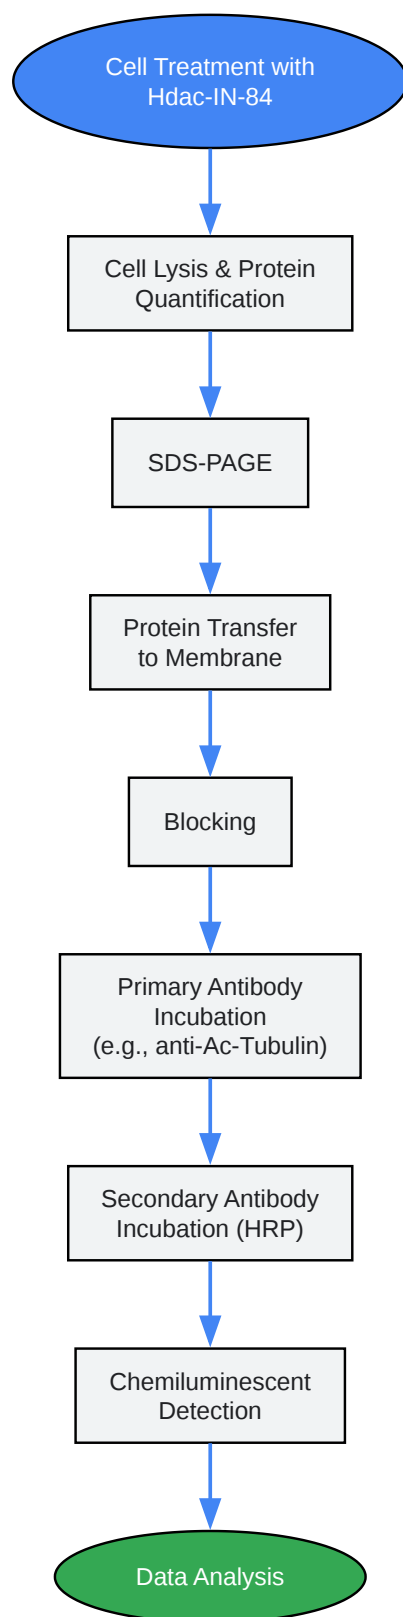 Cell Treatment with
Hdac-IN-84
Cell Lysis & Protein
Quantification
SDS-PAGE
Protein Transfer
to Membrane
Blocking
Primary Antibody
Incubation
(e.g., anti-Ac-Tubulin)
Secondary Antibody
Incubation (HRP)
Chemiluminescent
Detection
Data Analysis